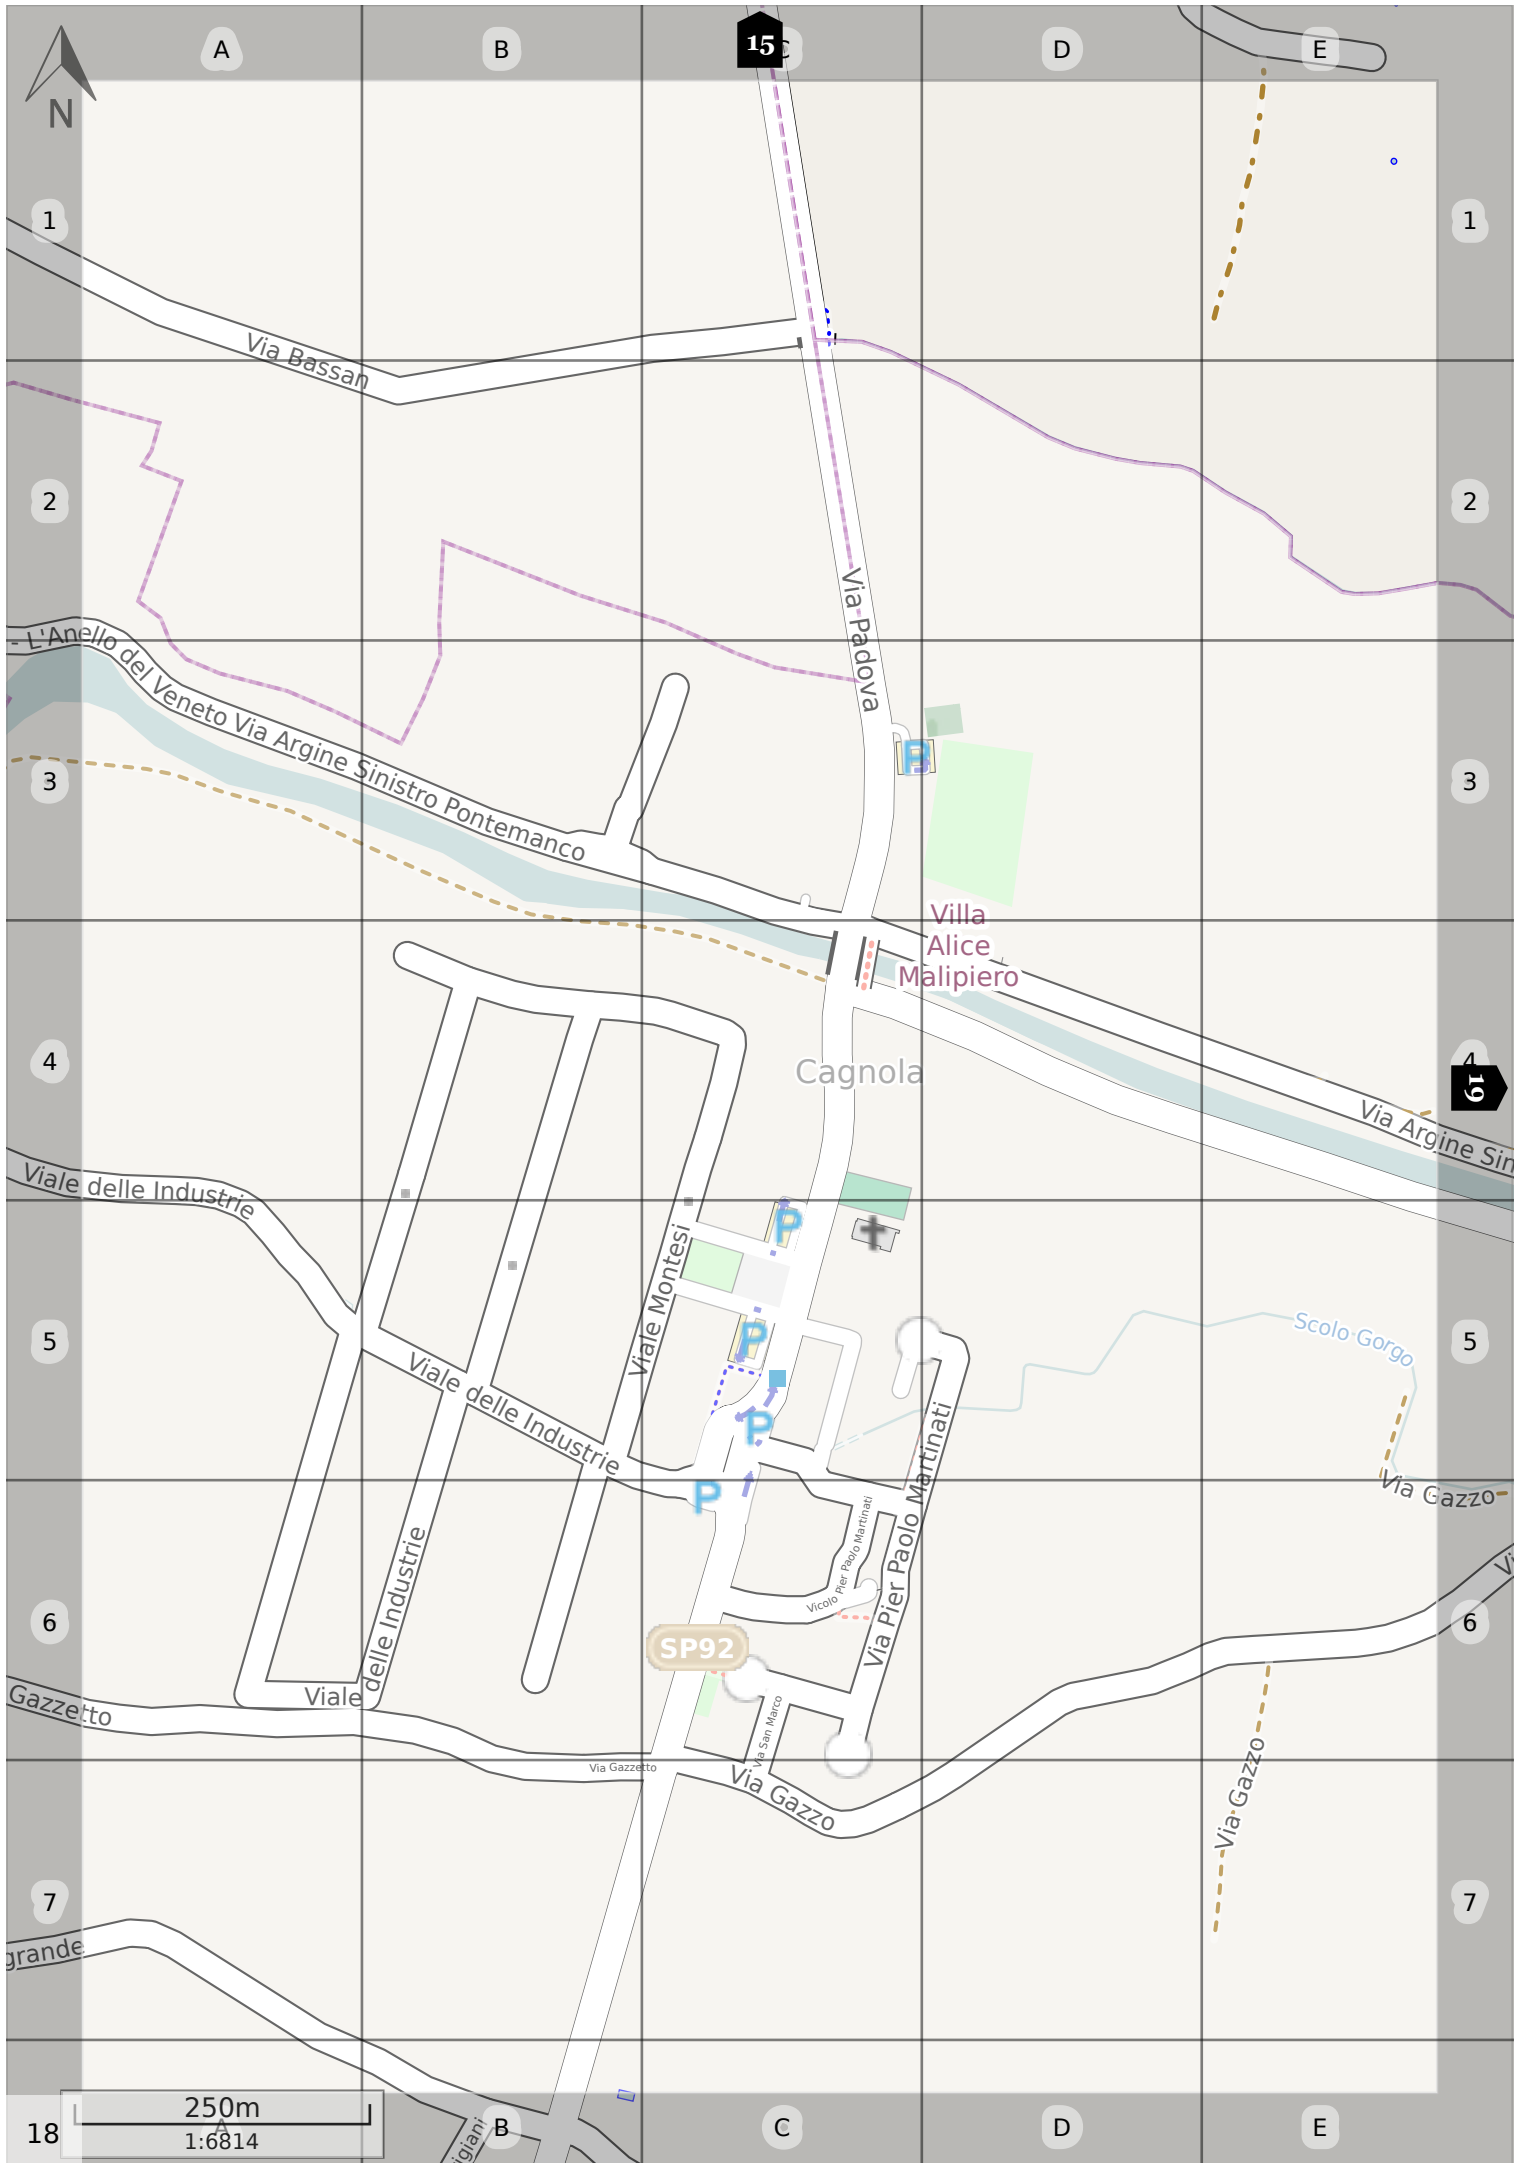 A
B
15
C
D
E
N
1
1
Via Bassan
2
2
Via Padova
- L'Anello del Veneto Via Argine Sinistro Pontemanco
3
P
3
Villa
Alice
Malipiero
4
Cagnola
4
19
Via Argine Sin
Viale delle Industrie
P
Viale Montesi
5
P
Scolo Gorgo
5
Viale delle Industrie
P
Via Pier Paolo Martinati
P
Via Gazzo
Vicolo Pier Paolo Martinati
Viale delle Industrie
Vi
6
SP92
6
Gazzetto
Viale
Via San Marco
Via Gazzetto
Via Gazzo
Via Gazzo
7
7
grande
250m
1:6814
18
A
igiani
B
C
D
E